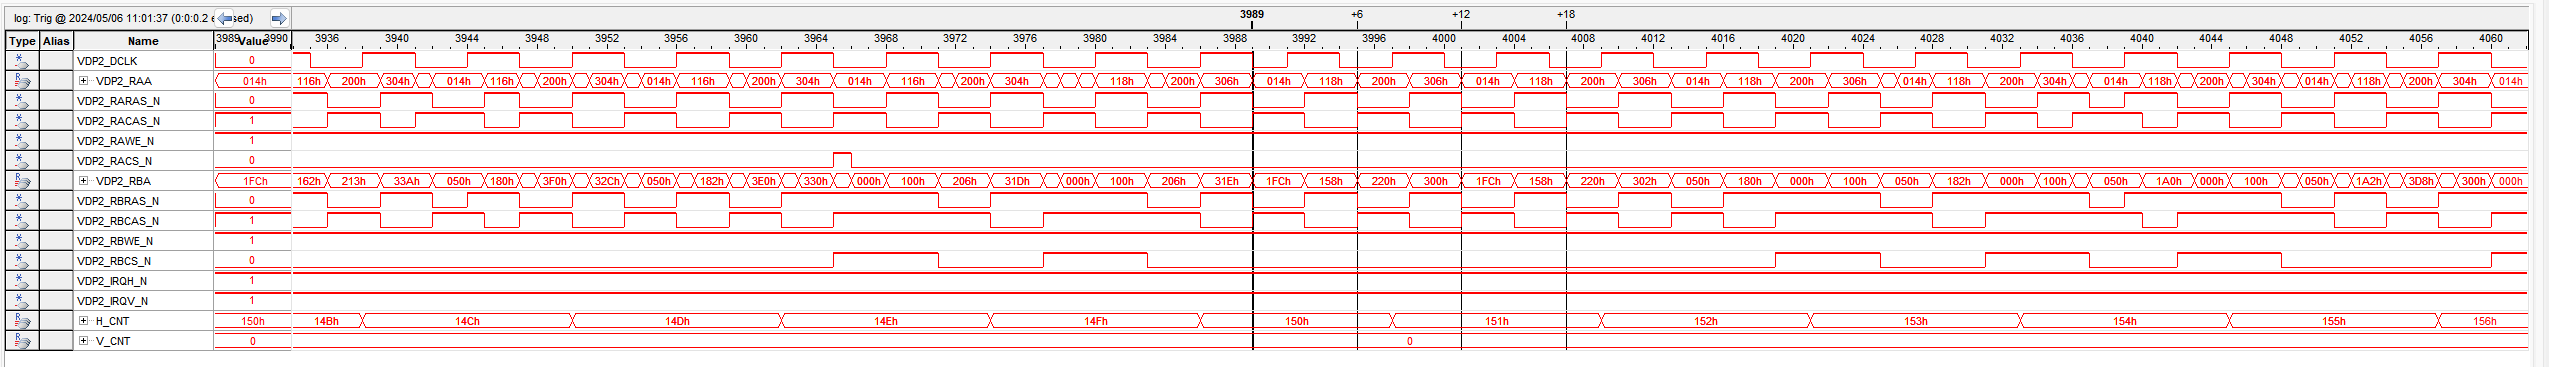 log: Trig @ 2024/05/06 11:01:37 (0:0:0.2 e sed)
3989 +6 +12 +18
Type Alias Name Value 3989 3990 3936 3940 3944 3948 3952 3956 3960 3964 3968 3972 3976 3980 3984 3988 3992 3996 4000 4004 4008 4012 4016 4020 4024 4028 4032 4036 4040 4044 4048 4052 4056 4060
VDP2_DCLK 0
VDP2_RAA 014h 116h 200h 304h 014h 116h 200h 304h 014h 116h 200h 304h 014h 116h 200h 304h 118h 200h 306h 014h 118h 200h 306h 014h 118h 200h 306h 014h 118h 200h 306h 014h 118h 200h 304h 014h 118h 200h 304h 014h 118h 200h 304h 014h
VDP2_RARAS_N 0
VDP2_RACAS_N 1
VDP2_RAWE_N 1
VDP2_RACS_N 0
VDP2_RBA 1FCh 162h 213h 33Ah 050h 180h 3F0h 32Ch 050h 182h 3E0h 330h 000h 100h 206h 31Dh 000h 100h 206h 31Eh 1FCh 158h 220h 300h 1FCh 158h 220h 302h 050h 180h 000h 100h 050h 182h 000h 100h 050h 1A0h 000h 100h 050h 1A2h 3D8h 300h 000h
VDP2_RBRAS_N 0
VDP2_RBCAS_N 1
VDP2_RBWE_N 1
VDP2_RBCS_N 0
VDP2_IRQH_N 1
VDP2_IRQV_N 1
H_CNT 150h 14Bh 14Ch 14Dh 14Eh 14Fh 150h 151h 152h 153h 154h 155h 156h
V_CNT 0 0